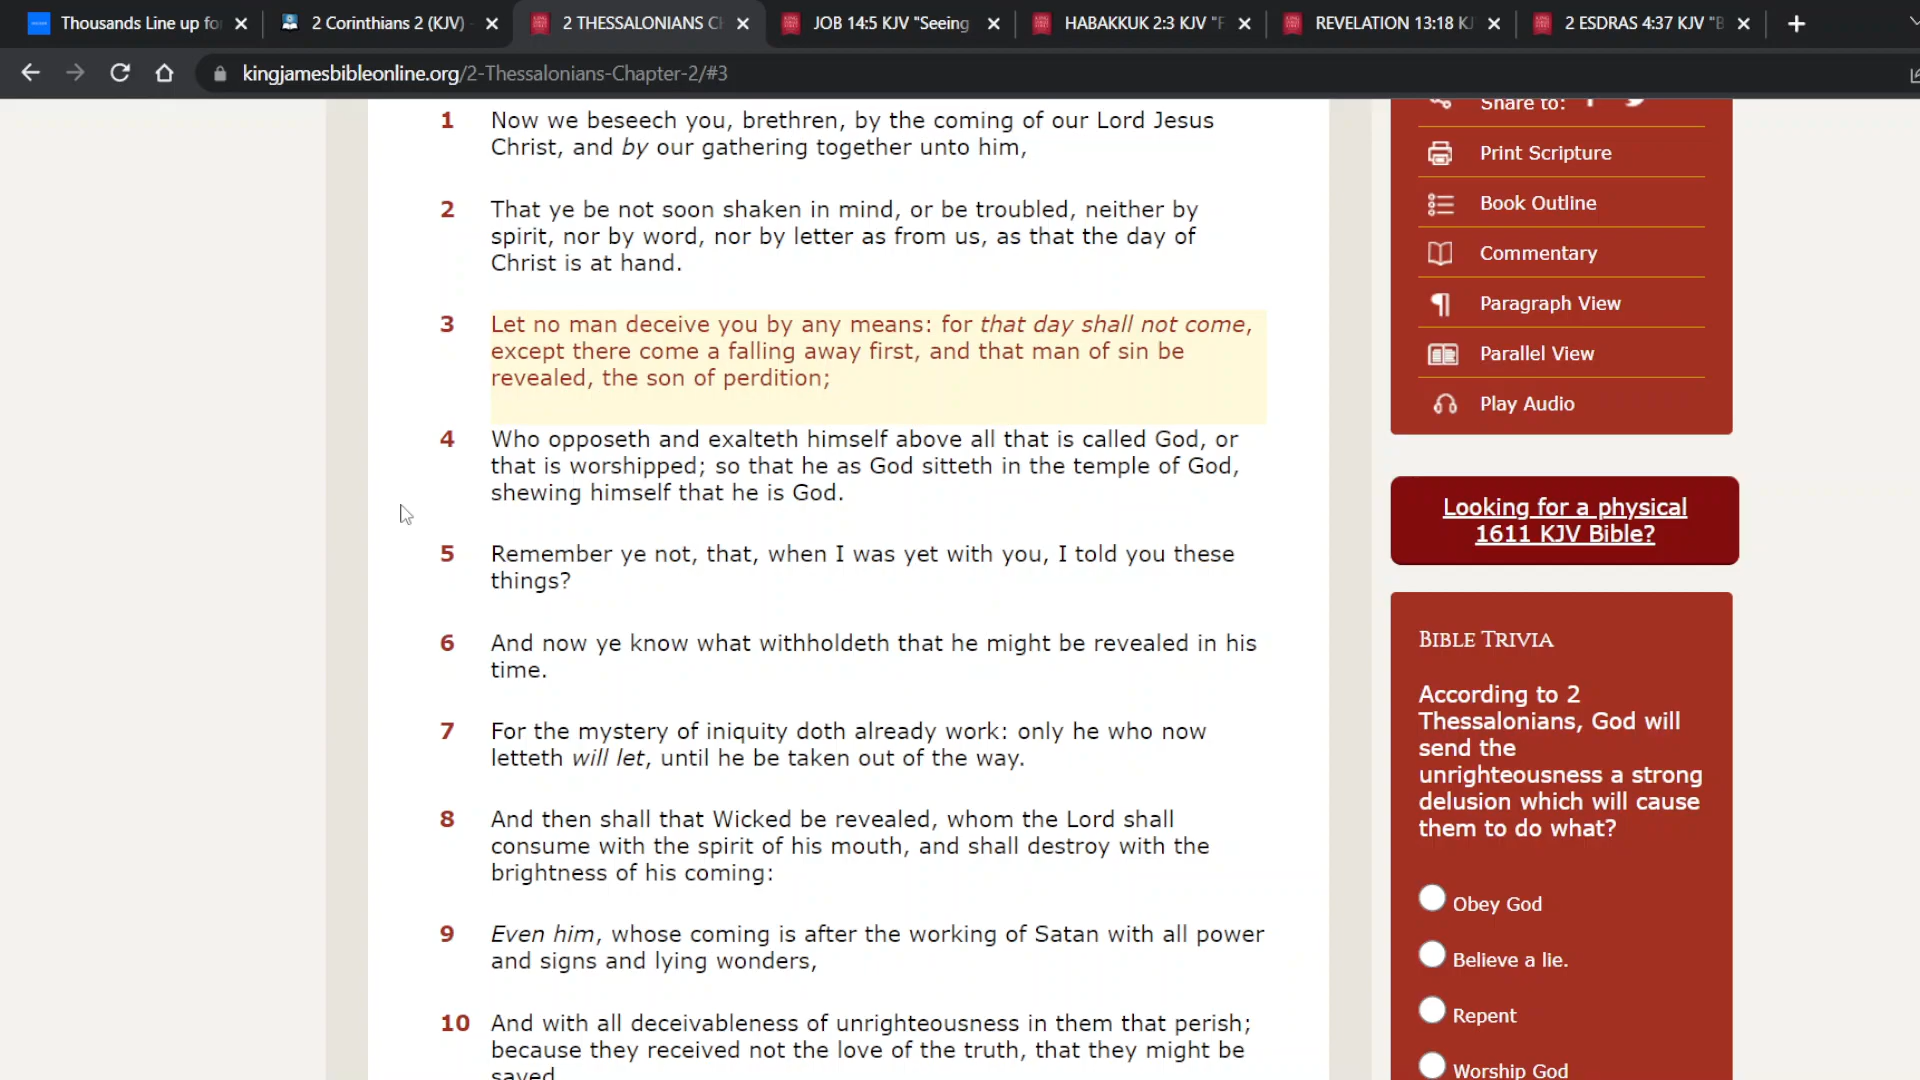 Thousands Line up fo
2 Corinthians 2 (KJV)
2 THESSALONIANS CH
JOB 14:5 KJV "Seeing
HABAKKUK 2:3 KJV "F
REVELATION 13:18 KJ
2 ESDRAS 4:37 KJV "B
kingjamesbibleonline.org/2-Thessalonians-Chapter-2/#3
1 Now we beseech you, brethren, by the coming of our Lord Jesus
Christ, and by our gathering together unto him,
2 That ye be not soon shaken in mind, or be troubled, neither by
spirit, nor by word, nor by letter as from us, as that the day of
Christ is at hand.
3 Let no man deceive you by any means: for that day shall not come,
except there come a falling away first, and that man of sin be
revealed, the son of perdition;
4 Who opposeth and exalteth himself above all that is called God, or
that is worshipped; so that he as God sitteth in the temple of God,
shewing himself that he is God.
5 Remember ye not, that, when I was yet with you, I told you these
things?
6 And now ye know what withholdeth that he might be revealed in his
time.
7 For the mystery of iniquity doth already work: only he who now
letteth will let, until he be taken out of the way.
8 And then shall that Wicked be revealed, whom the Lord shall
consume with the spirit of his mouth, and shall destroy with the
brightness of his coming:
9 Even him, whose coming is after the working of Satan with all power
and signs and lying wonders,
10 And with all deceivableness of unrighteousness in them that perish;
because they received not the love of the truth, that they might be
saved
Share to:
Print Scripture
Book Outline
Commentary
Paragraph View
Parallel View
Play Audio
Looking for a physical
1611 KJV Bible?
BIBLE TRIVIA
According to 2
Thessalonians, God will
send the
unrighteousness a strong
delusion which will cause
them to do what?
Obey God
Believe a lie.
Repent
Worship God